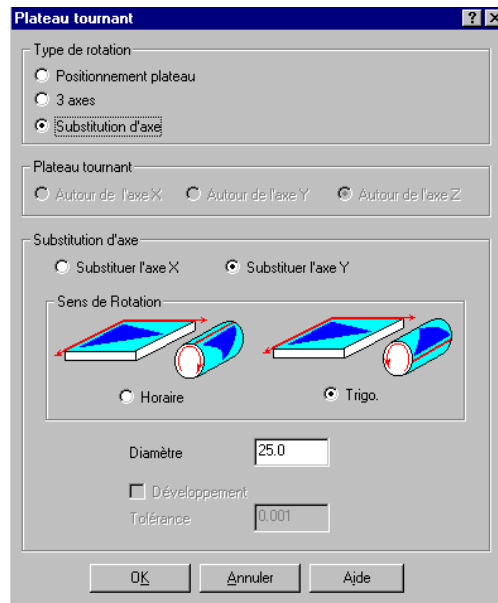 Plateau tournant
Type de rotation
Positionnement plateau
3 axes
Substitution d'axe
Plateau tournant
Autour de l'axe X Autour de l'axe Y Autour de l'axe Z
Substitution d'axe
Substituer l'axe X Substituer l'axe Y
Sens de Rotation
Horaire Trigo.
Diamètre 25.0
Développement
Tolérance 0.001
OK Annuler Aide